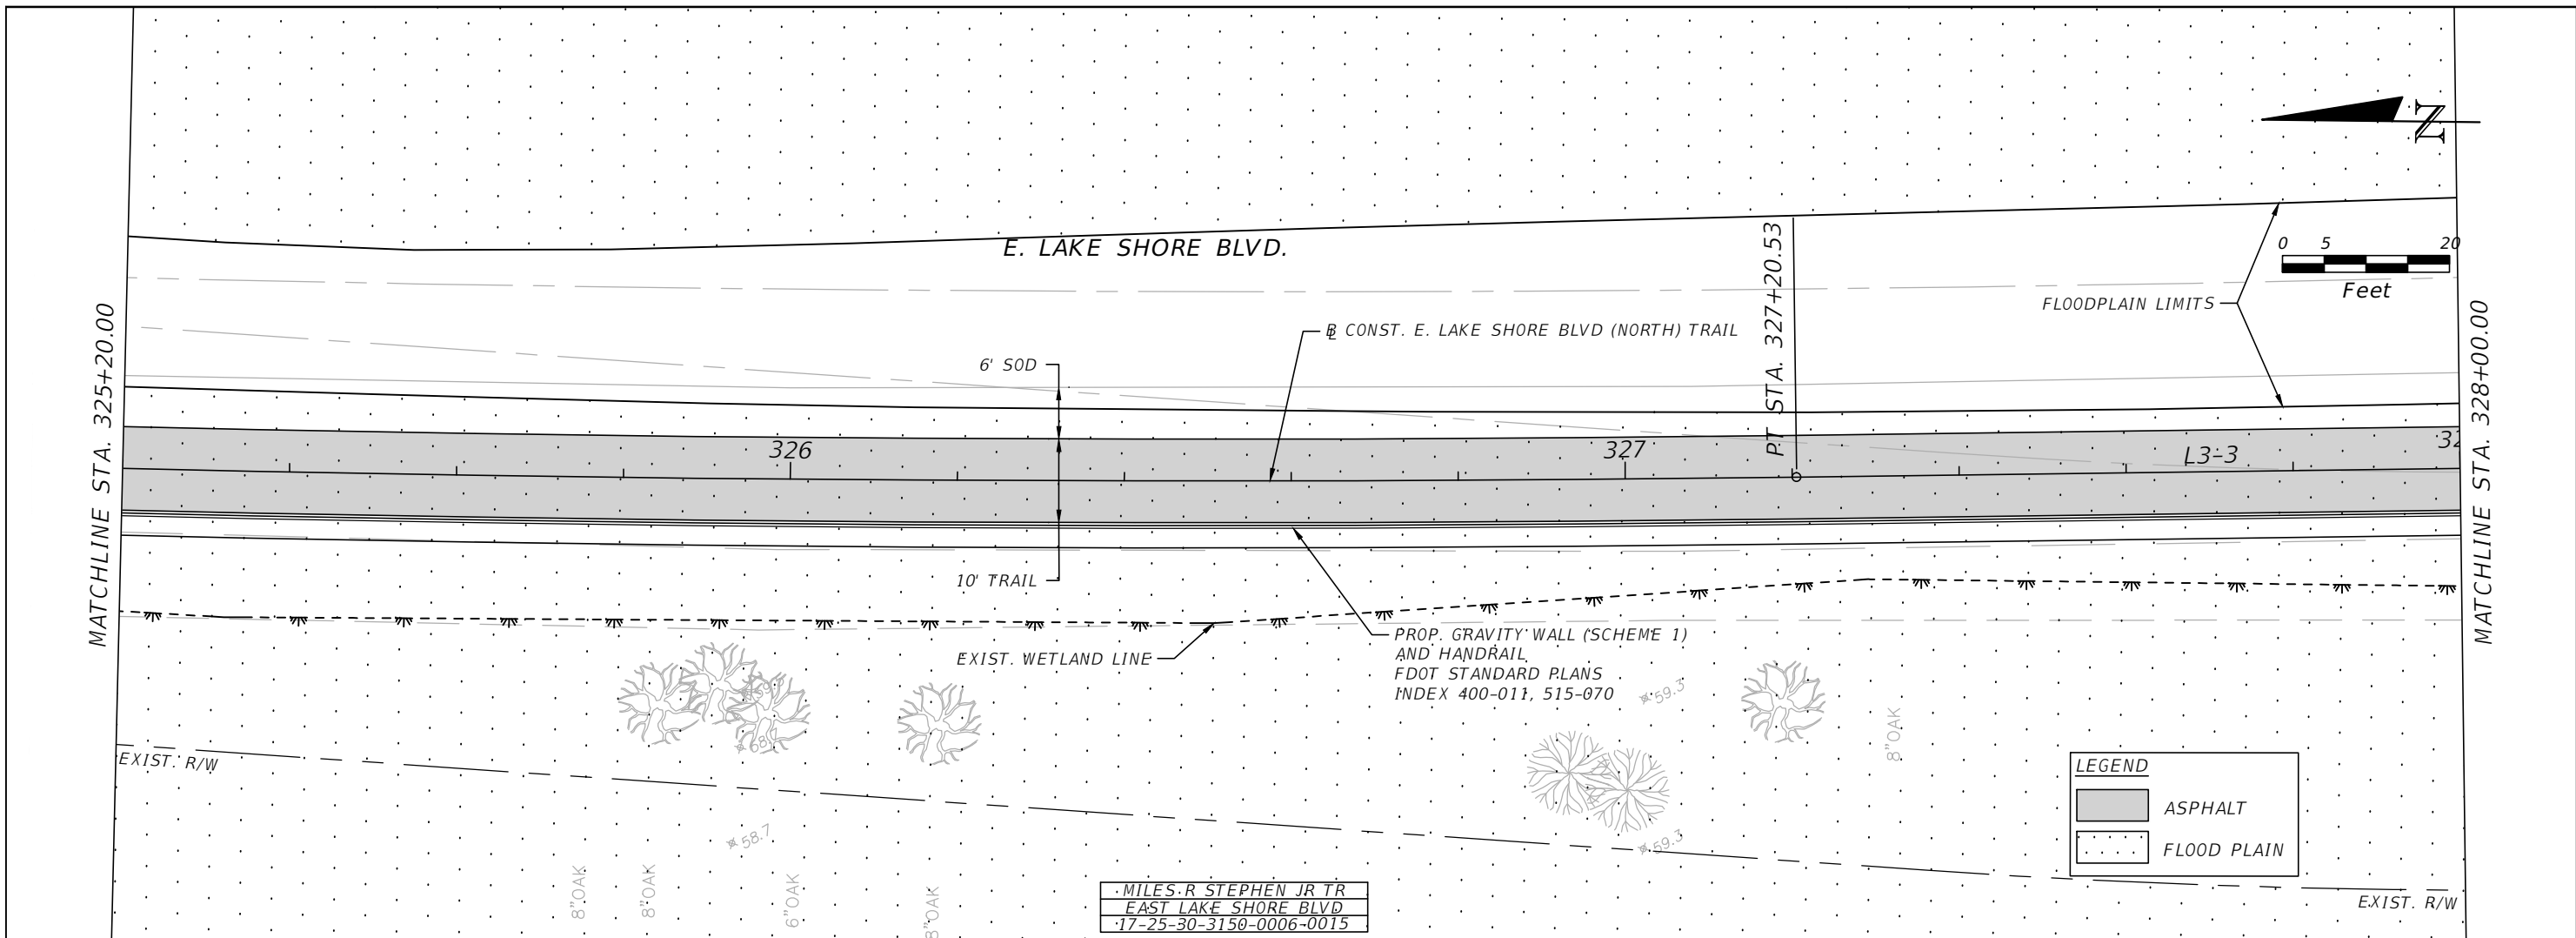 E. LAKE SHORE BLVD.
N
0 5 20
Feet
FLOODPLAIN LIMITS
PT STA. 327+20.53
BL CONST. E. LAKE SHORE BLVD (NORTH) TRAIL
6' SOD
MATCHLINE STA. 325+20.00
MATCHLINE STA. 328+00.00
326
327
L3-3
32
10' TRAIL
EXIST. WETLAND LINE
PROP. GRAVITY WALL (SCHEME 1)
AND HANDRAIL
FDOT STANDARD PLANS
INDEX 400-011, 515-070
59.3
8"OAK
EXIST. R/W
58.7
59.3
8"OAK
8"OAK
6"OAK
8"OAK
LEGEND
ASPHALT
FLOOD PLAIN
MILES R STEPHEN JR TR
EAST LAKE SHORE BLVD
17-25-30-3150-0006-0015
EXIST. R/W